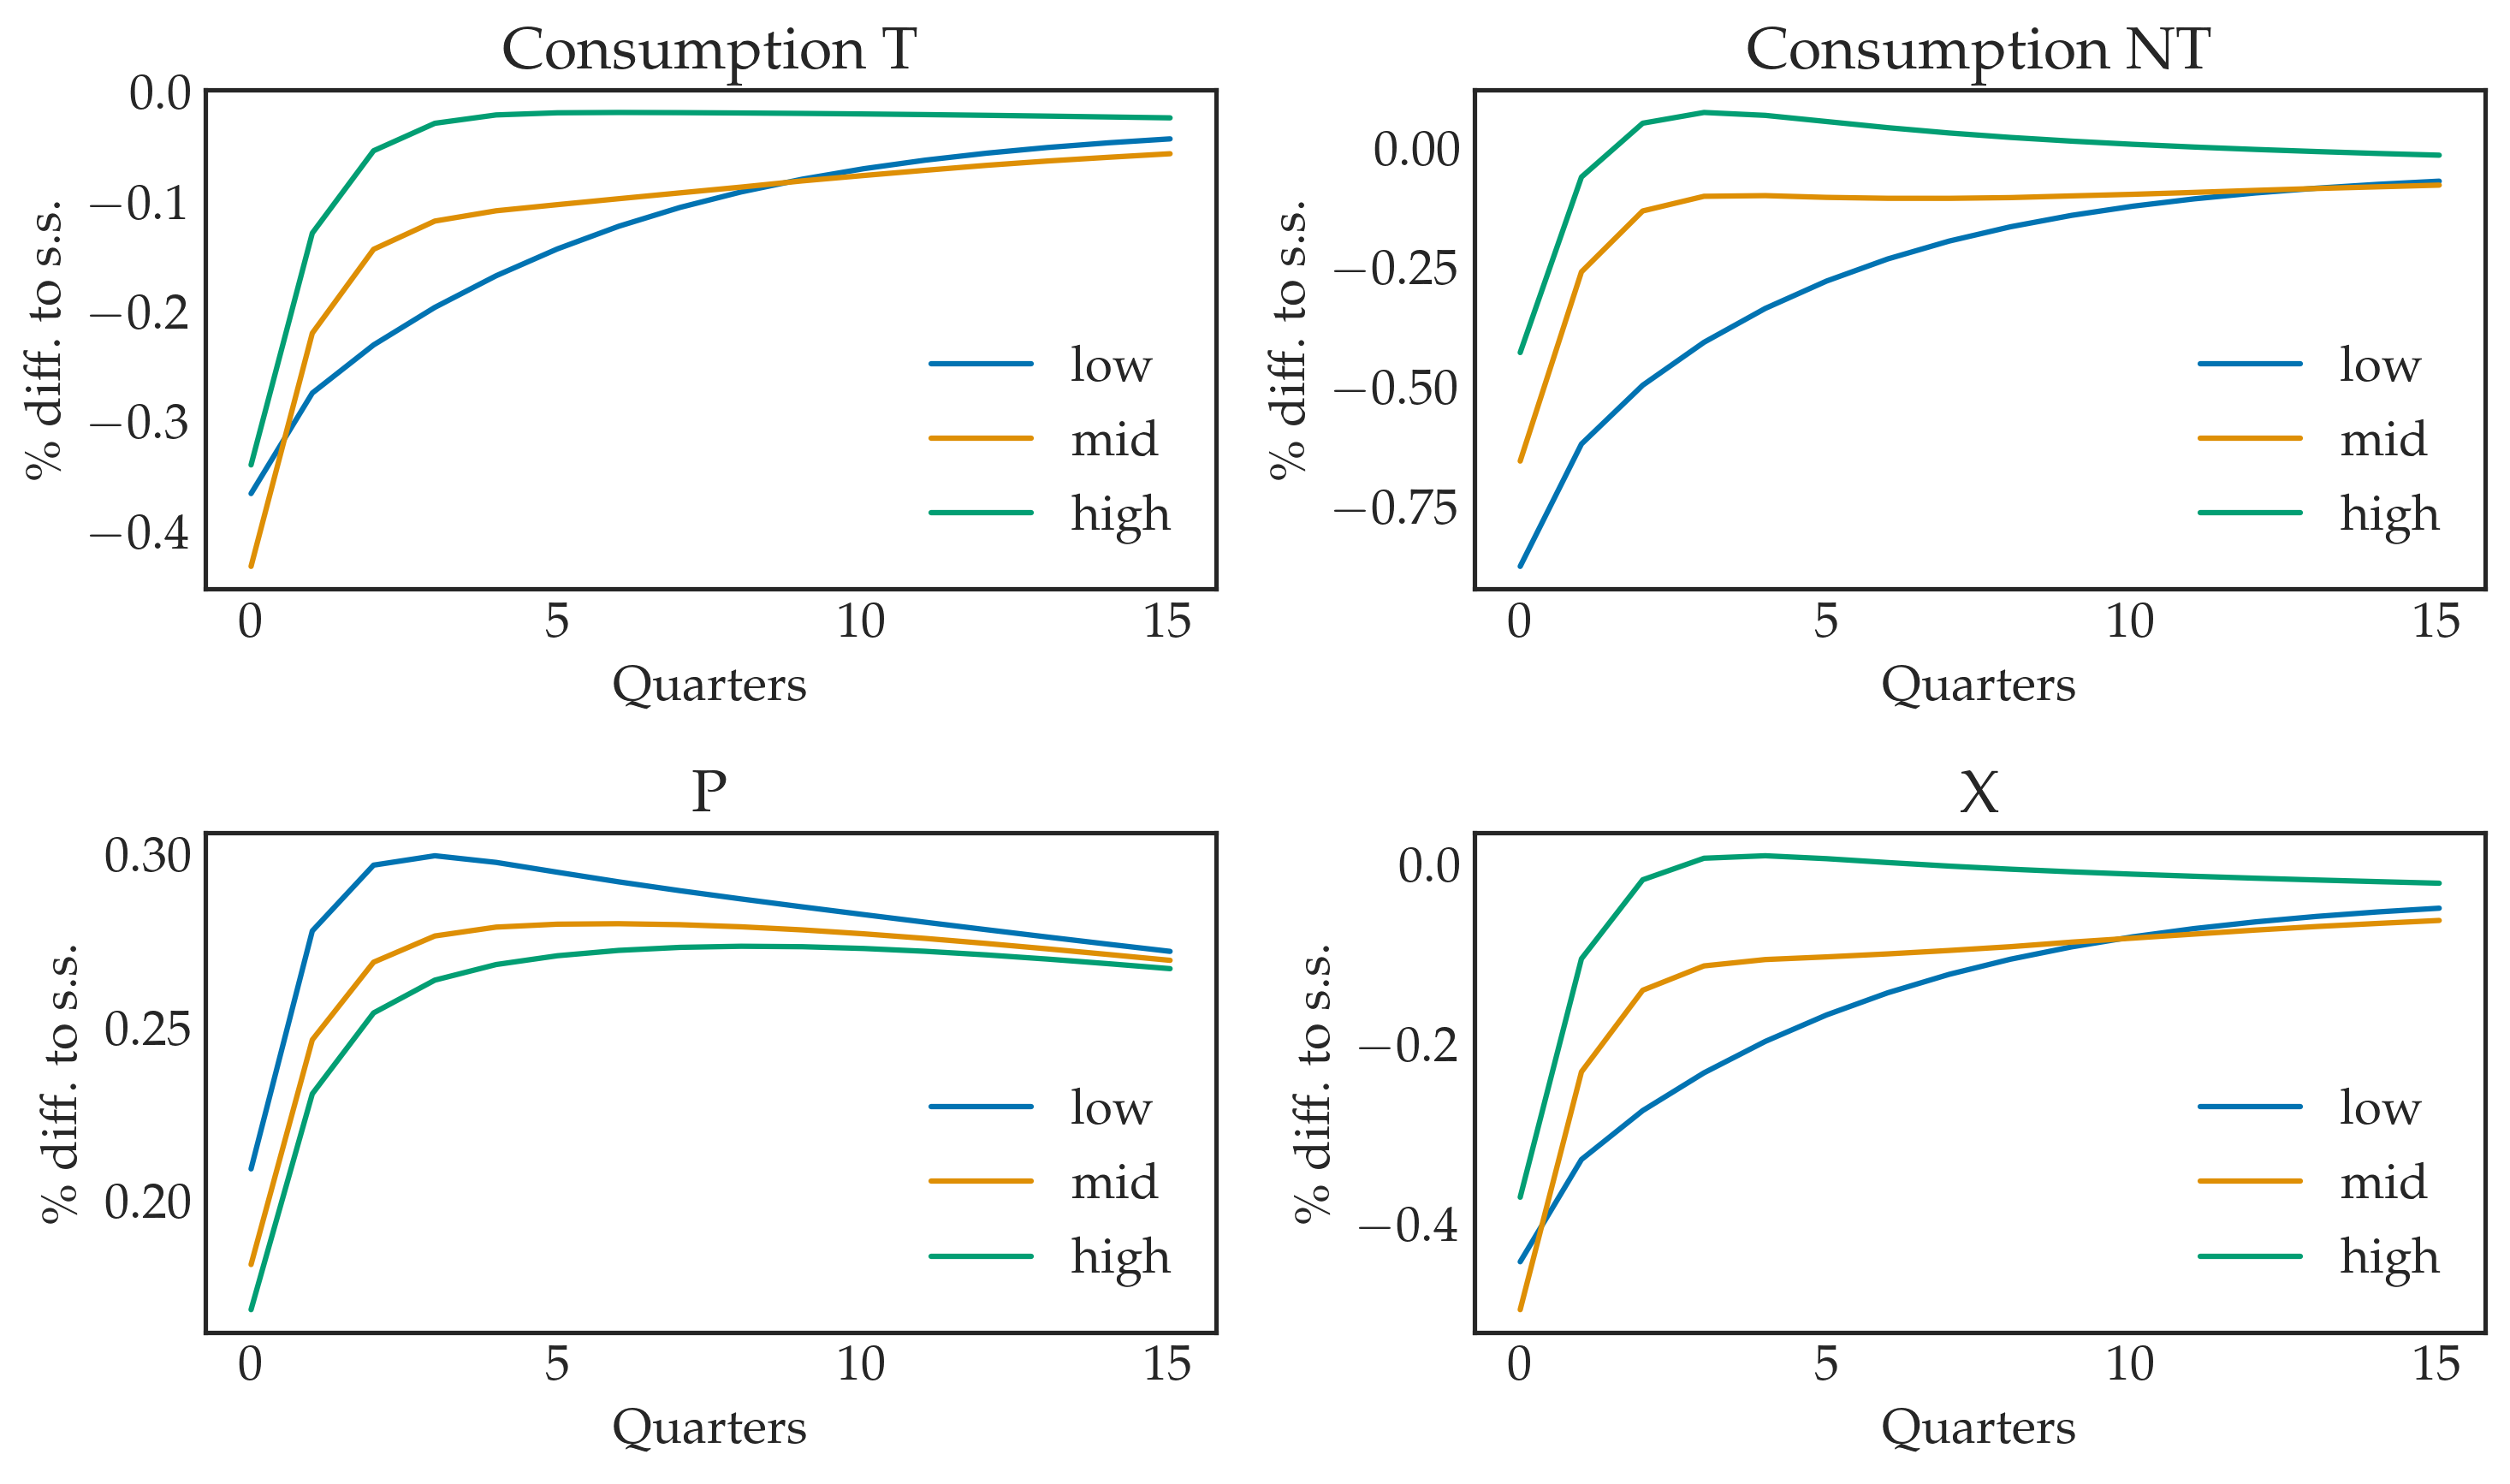 Consumption T
0.0
−0.1
−0.2
−0.3
−0.4
% diff. to s.s.
low
mid
high
0 5 10 15
Quarters
Consumption NT
0.00
−0.25
−0.50
−0.75
% diff. to s.s.
low
mid
high
0 5 10 15
Quarters
P
0.30
0.25
0.20
% diff. to s.s.
low
mid
high
0 5 10 15
Quarters
X
0.0
−0.2
−0.4
% diff. to s.s.
low
mid
high
0 5 10 15
Quarters